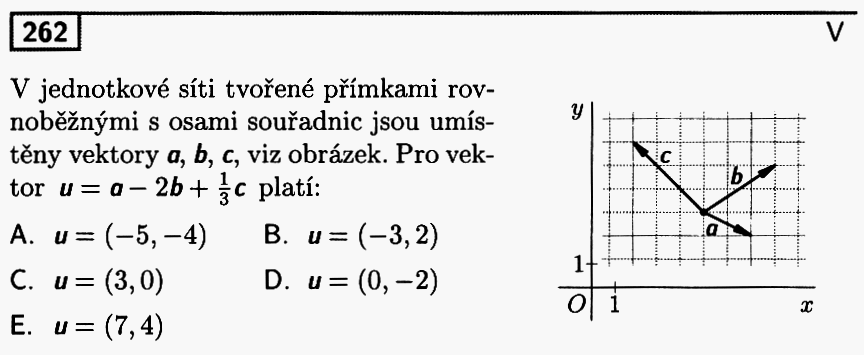 262
V
V jednotkové síti tvořené přímkami rov-
noběžnými s osami souřadnic jsou umís-
těny vektory a, b, c, viz obrázek. Pro vek-
tor u = a − 2b + 1/3 c platí:
A. u = (−5, −4) B. u = (−3, 2)
C. u = (3, 0) D. u = (0, −2)
E. u = (7, 4)
y
c
b
a
1
O 1 x